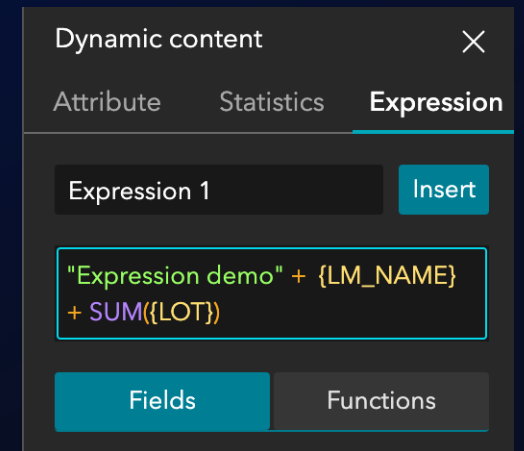 Dynamic content
Attribute Statistics Expression
Expression 1 Insert
"Expression demo" + {LM_NAME}
+ SUM({LOT})
Fields Functions